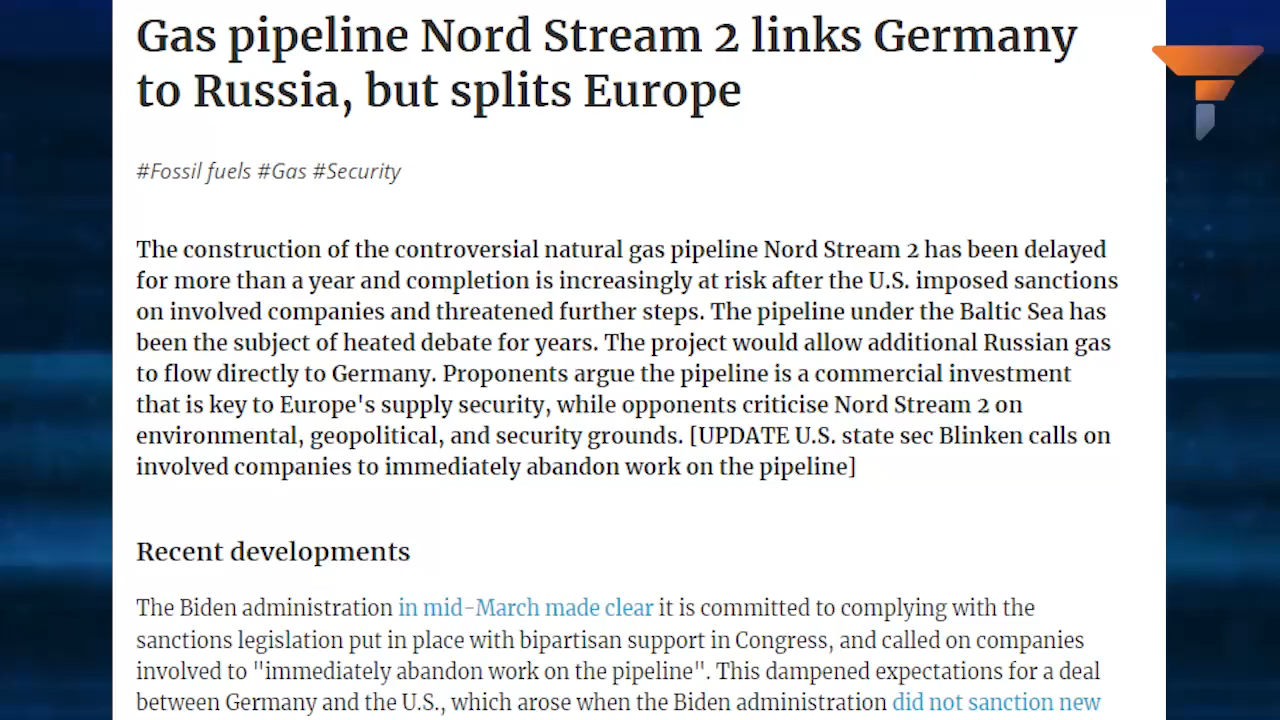 Gas pipeline Nord Stream 2 links Germany
to Russia, but splits Europe
#Fossil fuels #Gas #Security
The construction of the controversial natural gas pipeline Nord Stream 2 has been delayed
for more than a year and completion is increasingly at risk after the U.S. imposed sanctions
on involved companies and threatened further steps. The pipeline under the Baltic Sea has
been the subject of heated debate for years. The project would allow additional Russian gas
to flow directly to Germany. Proponents argue the pipeline is a commercial investment
that is key to Europe's supply security, while opponents criticise Nord Stream 2 on
environmental, geopolitical, and security grounds. [UPDATE U.S. state sec Blinken calls on
involved companies to immediately abandon work on the pipeline]
Recent developments
The Biden administration in mid-March made clear it is committed to complying with the
sanctions legislation put in place with bipartisan support in Congress, and called on companies
involved to "immediately abandon work on the pipeline". This dampened expectations for a deal
between Germany and the U.S., which arose when the Biden administration did not sanction new